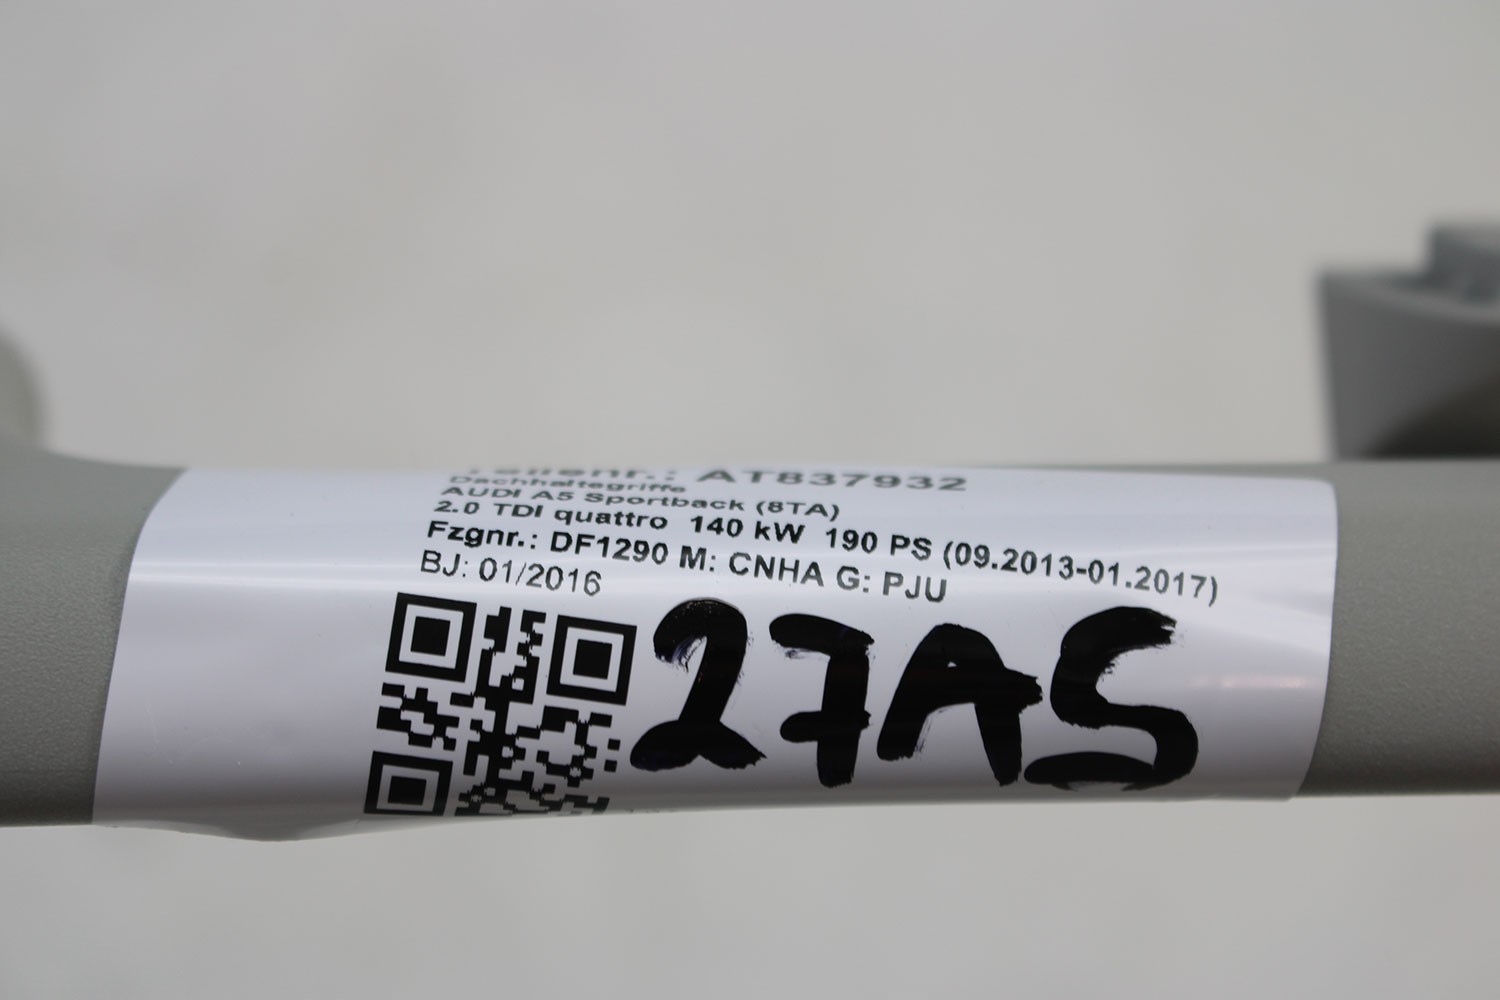 Teilenr.: AT837932
Dachhaltegriffe
AUDI A5 Sportback (8TA)
2.0 TDI quattro 140 kW 190 PS (09.2013-01.2017)
Fzgnr.: DF1290 M: CNHA G: PJU
BJ: 01/2016
27AS